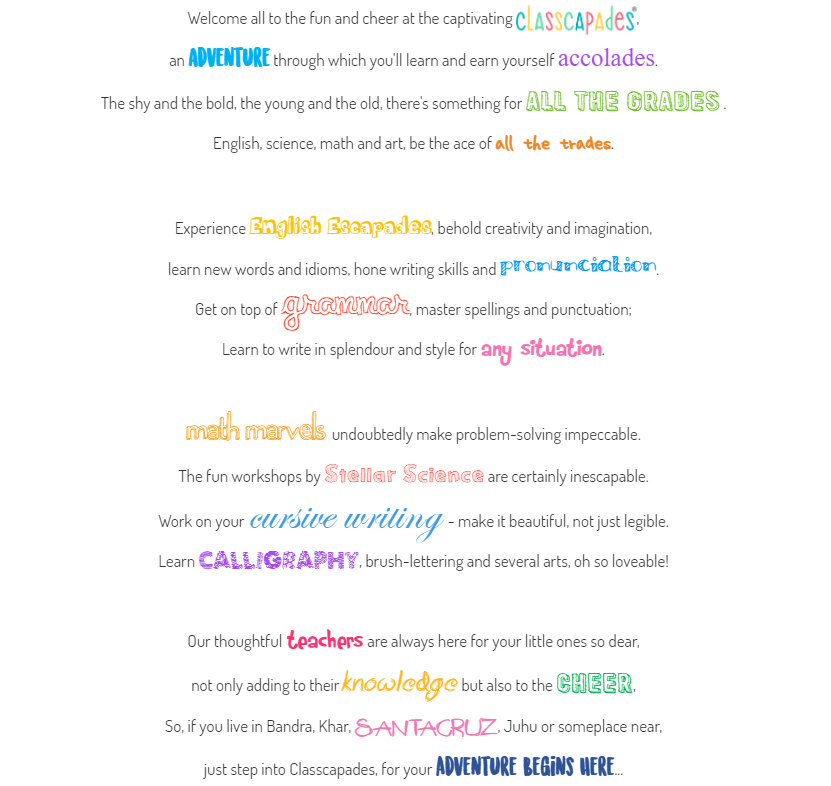 Welcome all to the fun and cheer at the captivating CLASSCAPADES®,
an ADVENTURE through which you'll learn and earn yourself accolades.
The shy and the bold, the young and the old, there's something for ALL THE GRADES .
English, science, math and art, be the ace of all the trades.
Experience English Escapades, behold creativity and imagination,
learn new words and idioms, hone writing skills and pronunciation.
Get on top of grammar, master spellings and punctuation;
Learn to write in splendour and style for any situation.
math marvels undoubtedly make problem-solving impeccable.
The fun workshops by Stellar Science are certainly inescapable.
Work on your cursive writing - make it beautiful, not just legible.
Learn CALLIGRAPHY, brush-lettering and several arts, oh so loveable!
Our thoughtful teachers are always here for your little ones so dear,
not only adding to their knowledge but also to the CHEER.
So, if you live in Bandra, Khar, SANTACRUZ, Juhu or someplace near,
just step into Classcapades, for your ADVENTURE BEGINS HERE...